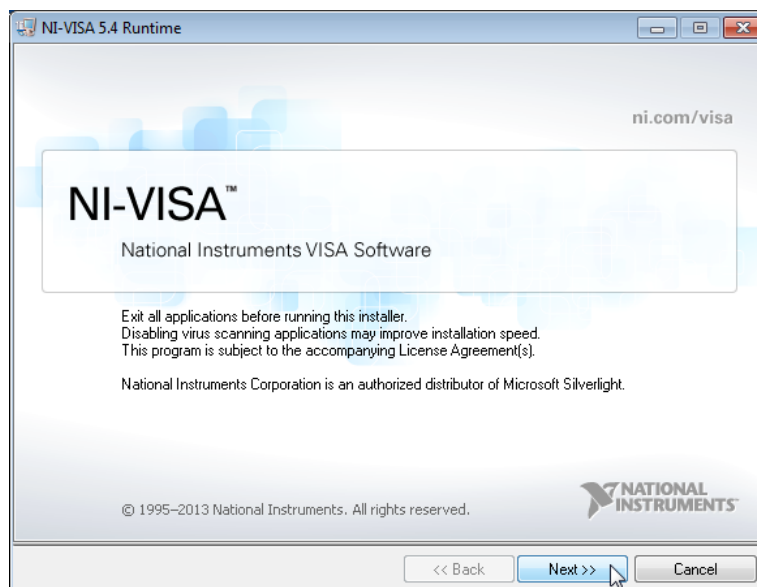 NI-VISA 5.4 Runtime
ni.com/visa
NI-VISA™
National Instruments VISA Software
Exit all applications before running this installer.
Disabling virus scanning applications may improve installation speed.
This program is subject to the accompanying License Agreement(s).
National Instruments Corporation is an authorized distributor of Microsoft Silverlight.
© 1995–2013 National Instruments. All rights reserved.
NATIONAL
INSTRUMENTS™
<< Back
Next >>
Cancel